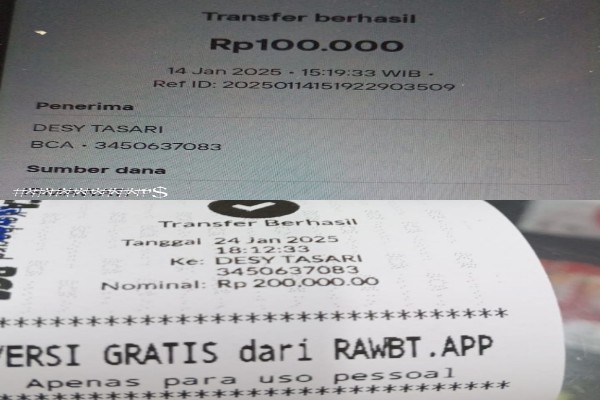 Transfer berhasil
Rp100.000
14 Jan 2025 · 15:19:33 WIB ·
Ref ID: 20250114151922903509
Penerima
DESY TASARI
BCA - 3450637083
Sumber dana
Transfer Berhasil
Tanggal 24 Jan 2025
18:12:33
Ke: DESY TASARI
3450637083
Nominal: Rp 200,000.00
********************************
VERSI GRATIS dari RAWBT.APP
Apenas para uso pessoal
********************************